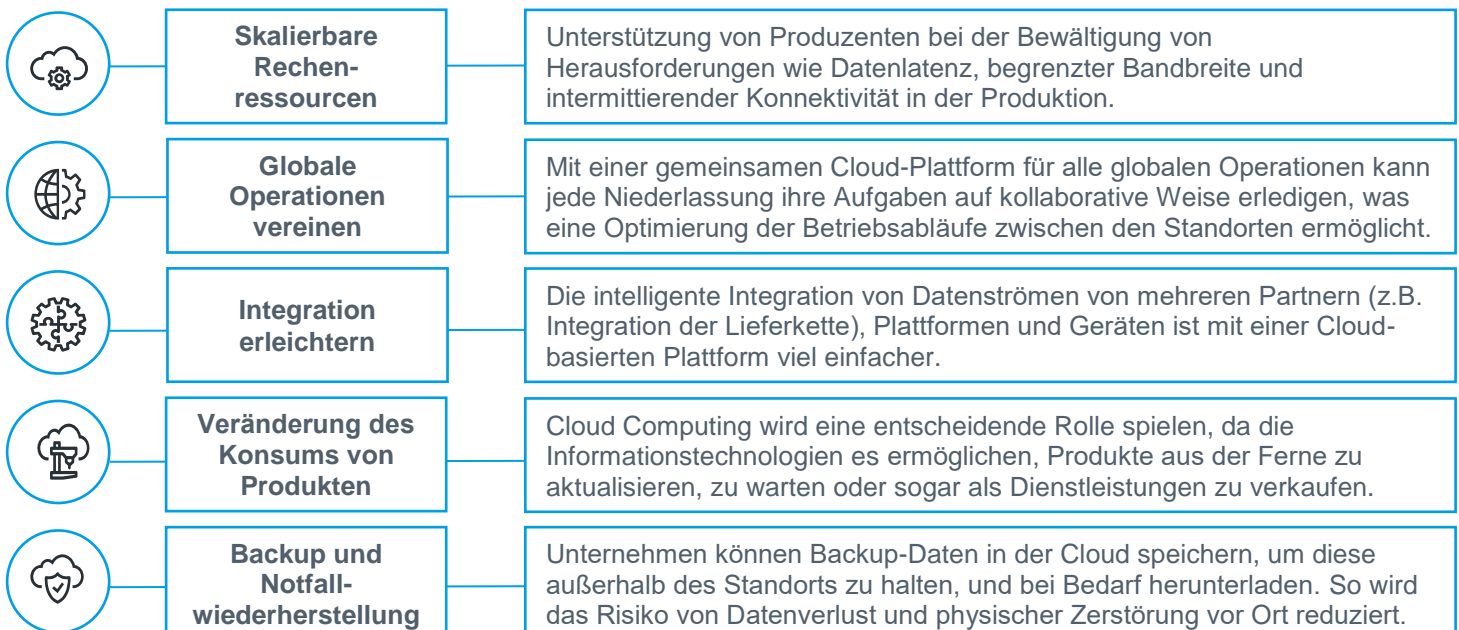 Skalierbare
Rechen-
ressourcen
Unterstützung von Produzenten bei der Bewältigung von
Herausforderungen wie Datenlatenz, begrenzter Bandbreite und
intermittierender Konnektivität in der Produktion.
Globale
Operationen
vereinen
Mit einer gemeinsamen Cloud-Plattform für alle globalen Operationen kann
jede Niederlassung ihre Aufgaben auf kollaborative Weise erledigen, was
eine Optimierung der Betriebsabläufe zwischen den Standorten ermöglicht.
Integration
erleichtern
Die intelligente Integration von Datenströmen von mehreren Partnern (z.B.
Integration der Lieferkette), Plattformen und Geräten ist mit einer Cloud-
basierten Plattform viel einfacher.
Veränderung des
Konsums von
Produkten
Cloud Computing wird eine entscheidende Rolle spielen, da die
Informationstechnologien es ermöglichen, Produkte aus der Ferne zu
aktualisieren, zu warten oder sogar als Dienstleistungen zu verkaufen.
Backup und
Notfall-
wiederherstellung
Unternehmen können Backup-Daten in der Cloud speichern, um diese
außerhalb des Standorts zu halten, und bei Bedarf herunterladen. So wird
das Risiko von Datenverlust und physischer Zerstörung vor Ort reduziert.